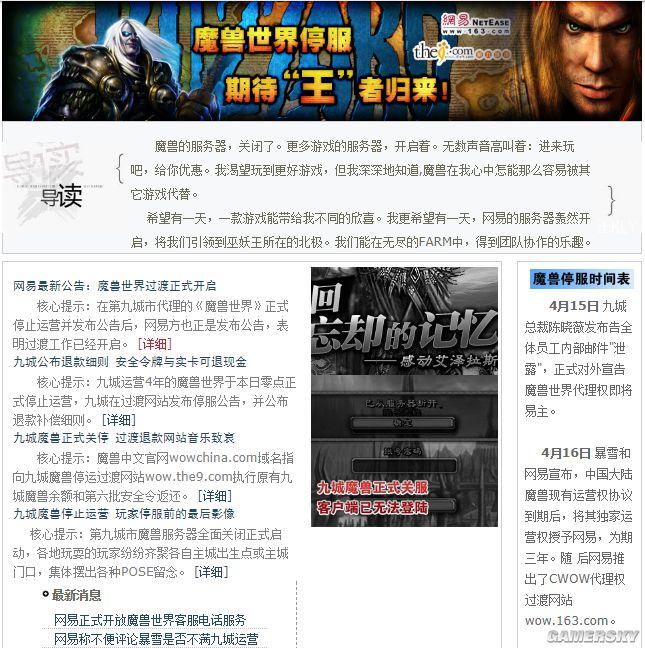 BLIZZARD
魔兽世界停服
期待“王”者归来！
網易 NETEASE
www.163.com
the9.com
导读
魔兽的服务器，关闭了。更多游戏的服务器，开启着。无数声音高叫着：进来玩
吧，给你优惠。我渴望玩到更好游戏，但我深深地知道,魔兽在我心中怎能那么容易被其
它游戏代替。
希望有一天，一款游戏能带给我不同的欣喜。我更希望有一天，网易的服务器轰然开
启，将我们引领到巫妖王所在的北极。我们能在无尽的FARM中，得到团队协作的乐趣。
网易最新公告：魔兽世界过渡正式开启
核心提示：在第九城市代理的《魔兽世界》正式
停止运营并发布公告后，网易方也正是发布公告，表
明过渡工作已经开启。 [详细]
九城公布退款细则 安全令牌与实卡可退现金
核心提示：九城运营4年的魔兽世界于本日零点正
式停止运营，九城在过渡网站发布停服公告，并公布
退款补偿细则。 [详细]
九城魔兽正式关停 过渡退款网站音乐致哀
核心提示：魔兽中文官网wowchina.com域名指
向九城魔兽停运过渡网站wow.the9.com执行原有九
城魔兽余额和第六批安全令返还。 [详细]
九城魔兽停止运营 玩家停服前的最后影像
核心提示：第九城市魔兽服务器全面关闭正式启
动，各地玩耍的玩家纷纷齐聚各自主城出生点或主城
门口，集体摆出各种POSE留念。 [详细]
最新消息
网易正式开放魔兽世界客服电话服务
网易称不便评论暴雪是否不满九城运营
回
忘却的记忆
——感动艾泽拉斯
已从服务器断开
确定
九城魔兽正式关服
客户端已无法登陆
魔兽停服时间表
4月15日 九城
总裁陈晓薇发布告全
体员工内部邮件"泄
露"，正式对外宣告
魔兽世界代理权即将
易主。
4月16日 暴雪和
网易宣布，中国大陆
魔兽现有运营权协议
到期后，将其独家运
营权授予网易，为期
三年。随 后网易推
出了CWOW代理权
过渡网站
wow.163.com。
GAMERSKY